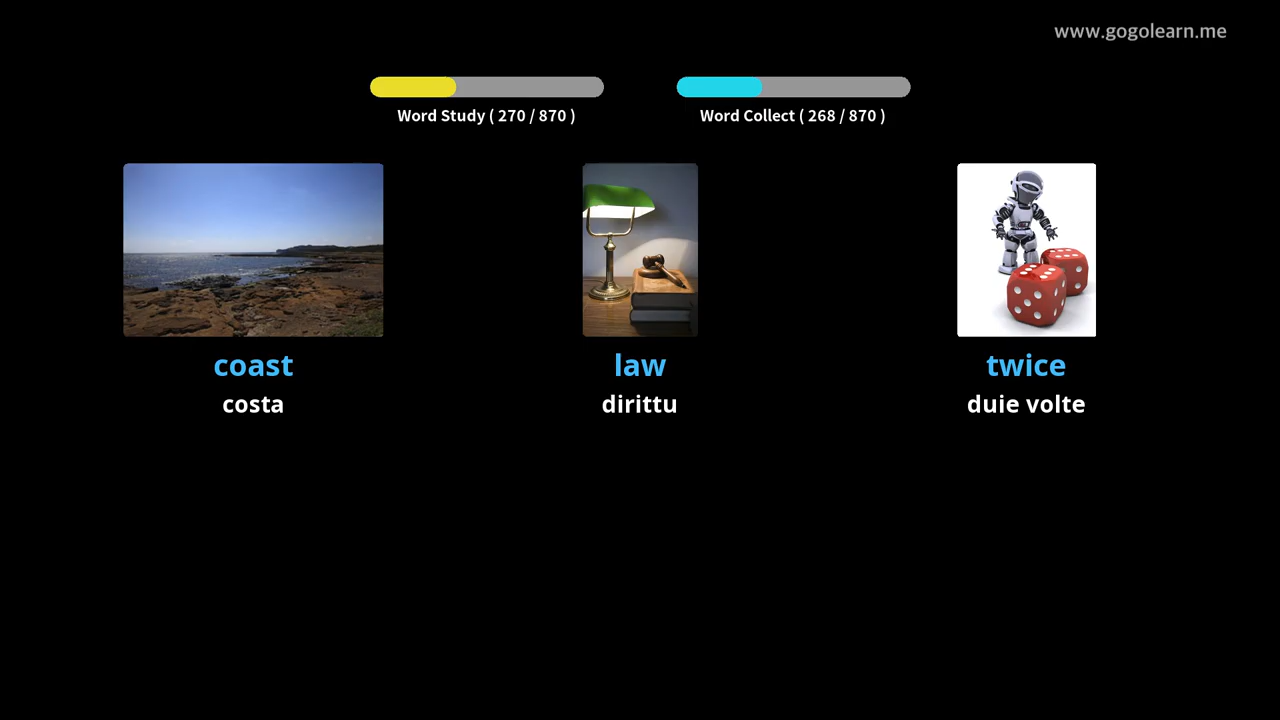 www.gogolearn.me
Word Study ( 270 / 870 )
Word Collect ( 268 / 870 )
coast
law
twice
costa
dirittu
duie volte